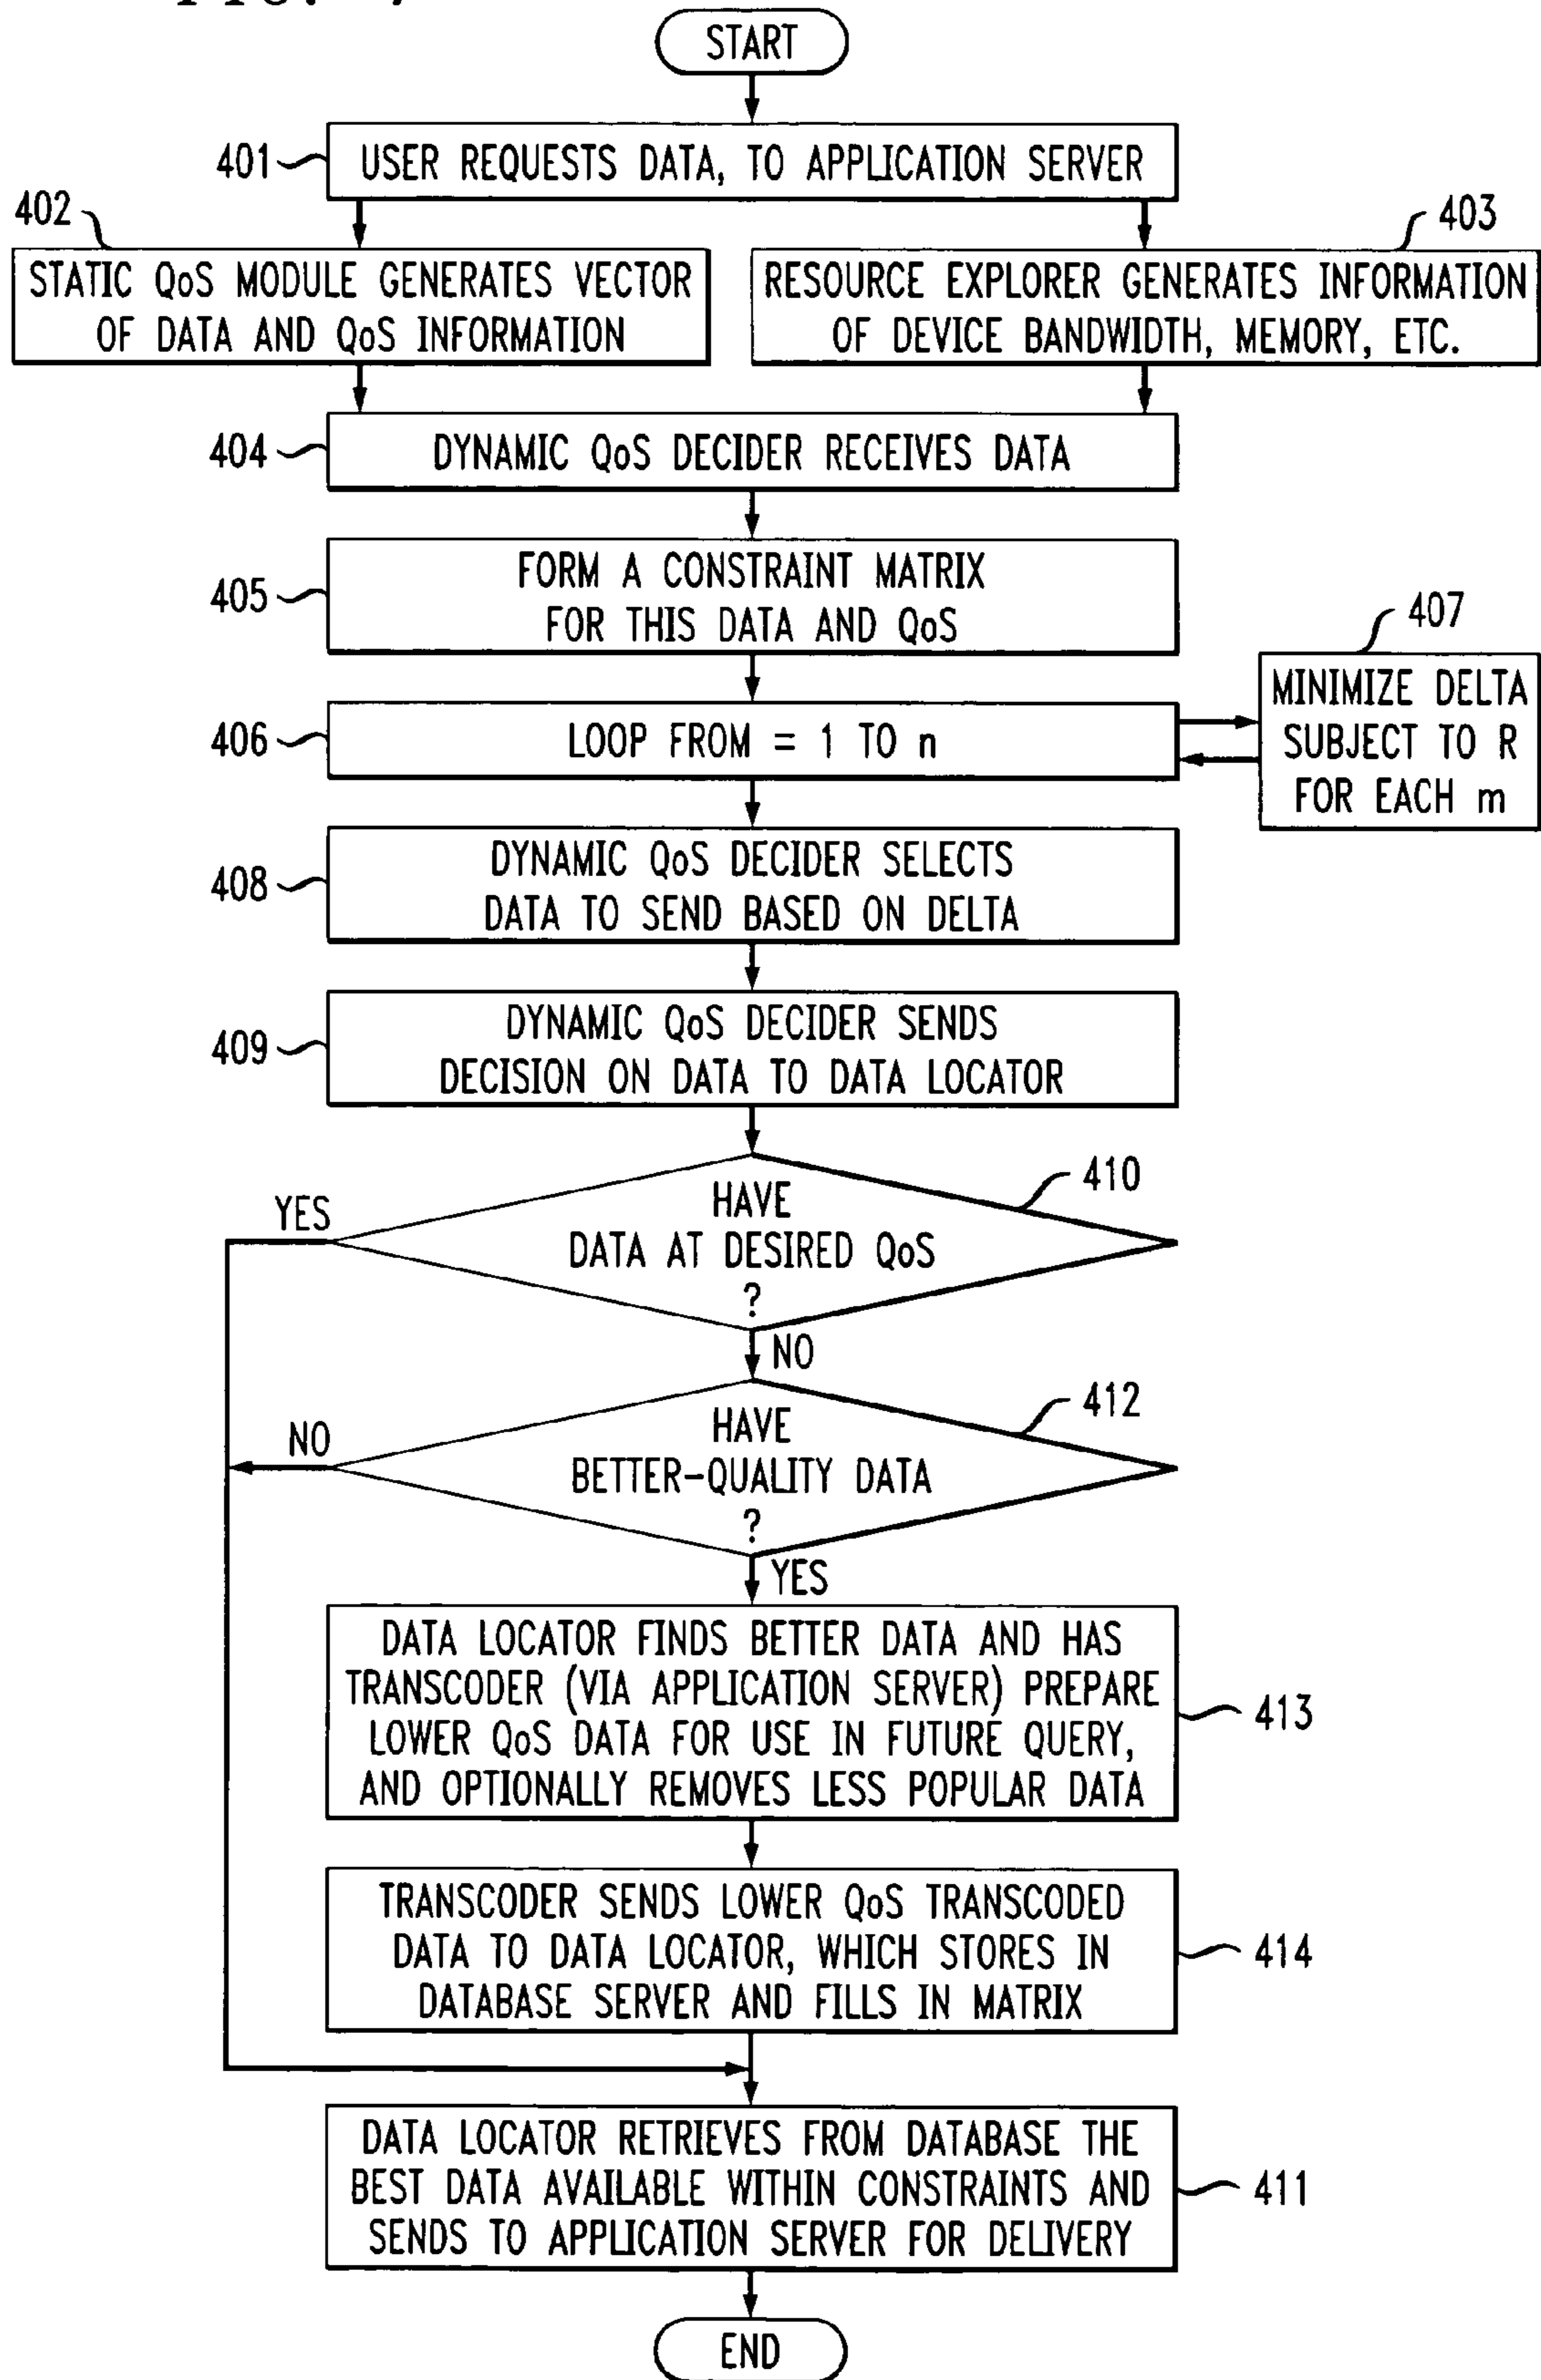 START
401
USER REQUESTS DATA, TO APPLICATION SERVER
402
403
STATIC QoS MODULE GENERATES VECTOR
OF DATA AND QoS INFORMATION
RESOURCE EXPLORER GENERATES INFORMATION
OF DEVICE BANDWIDTH, MEMORY, ETC.
404
DYNAMIC QoS DECIDER RECEIVES DATA
405
FORM A CONSTRAINT MATRIX
FOR THIS DATA AND QoS
407
MINIMIZE DELTA
SUBJECT TO R
FOR EACH m
406
LOOP FROM = 1 TO n
408
DYNAMIC QoS DECIDER SELECTS
DATA TO SEND BASED ON DELTA
409
DYNAMIC QoS DECIDER SENDS
DECISION ON DATA TO DATA LOCATOR
410
YES
HAVE
DATA AT DESIRED QoS
?
NO
412
NO
HAVE
BETTER-QUALITY DATA
?
YES
DATA LOCATOR FINDS BETTER DATA AND HAS
TRANSCODER (VIA APPLICATION SERVER) PREPARE
LOWER QoS DATA FOR USE IN FUTURE QUERY,
AND OPTIONALLY REMOVES LESS POPULAR DATA
413
TRANSCODER SENDS LOWER QoS TRANSCODED
DATA TO DATA LOCATOR, WHICH STORES IN
DATABASE SERVER AND FILLS IN MATRIX
414
DATA LOCATOR RETRIEVES FROM DATABASE THE
BEST DATA AVAILABLE WITHIN CONSTRAINTS AND
SENDS TO APPLICATION SERVER FOR DELIVERY
411
END